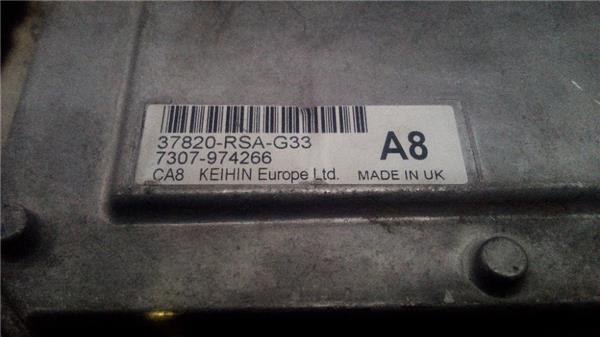 37820-RSA-G33
7307-974266
A8
CA8 KEIHIN Europe Ltd. MADE IN UK